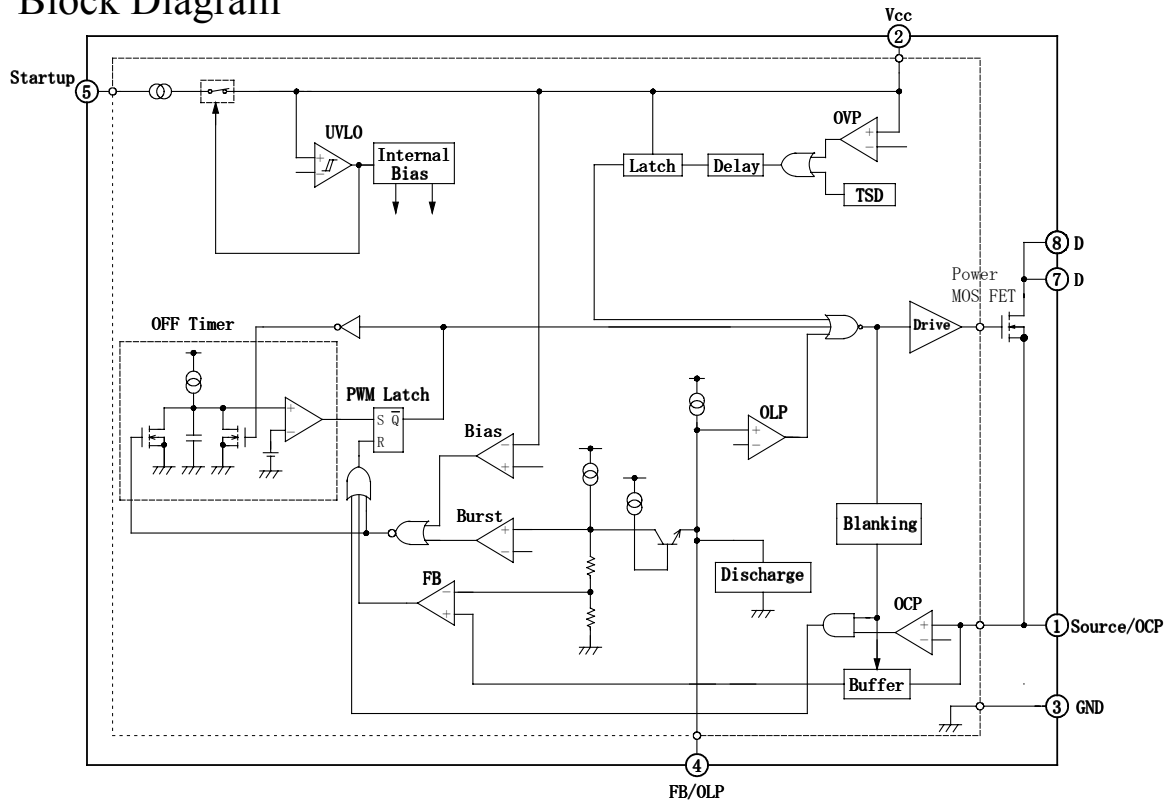 Block Diagram
Vcc
2
Startup
5
OVP
+
−
UVLO
+
−
Internal
Bias
Latch
Delay
TSD
8 D
7 D
Power
MOS FET
OFF Timer
Drive
PWM Latch
+
−
S Q̅
R
OLP
+
−
Bias
−
+
Burst
+
−
Blanking
Discharge
FB
−
+
OCP
+
−
1 Source/OCP
Buffer
3 GND
4
FB/OLP